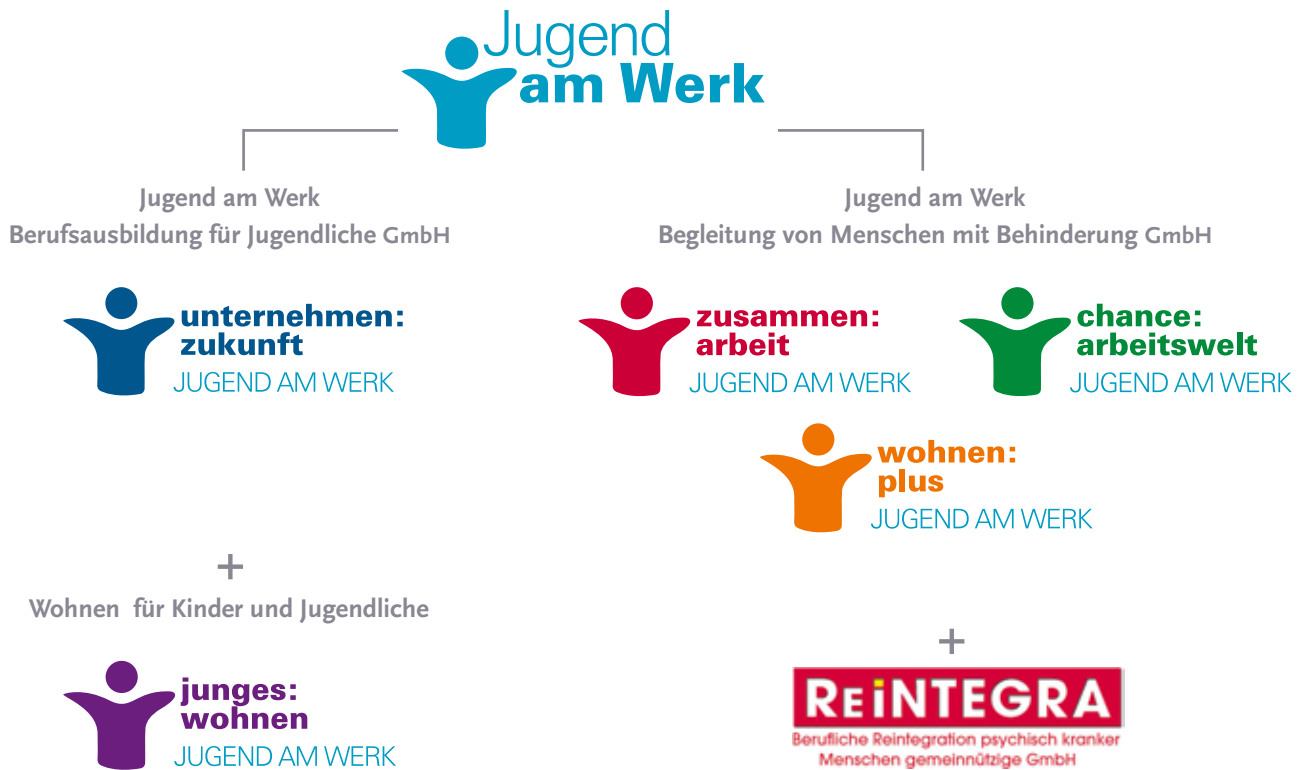 Jugend
am Werk
Jugend am Werk
Berufsausbildung für Jugendliche GmbH
unternehmen:
zukunft
JUGEND AM WERK
+
Wohnen für Kinder und Jugendliche
junges:
wohnen
JUGEND AM WERK
Jugend am Werk
Begleitung von Menschen mit Behinderung GmbH
zusammen:
arbeit
JUGEND AM WERK
chance:
arbeitswelt
JUGEND AM WERK
wohnen:
plus
JUGEND AM WERK
+
REiNTEGRA
Berufliche Reintegration psychisch kranker
Menschen gemeinnützige GmbH